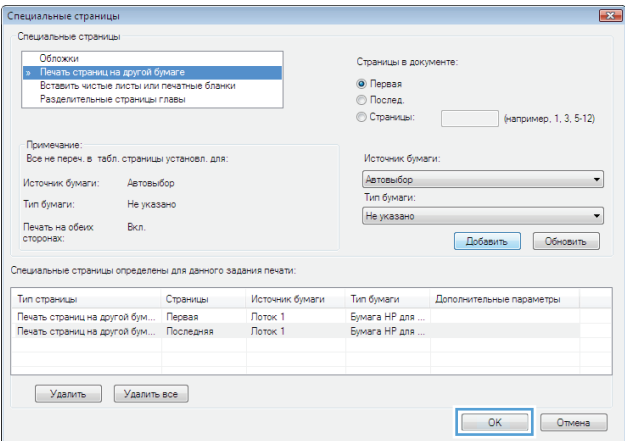 Специальные страницы
Специальные страницы
Обложки
» Печать страниц на другой бумаге
Вставить чистые листы или печатные бланки
Разделительные страницы главы
Страницы в документе:
Первая
Послед.
Страницы:
(например, 1, 3, 5-12)
Примечание:
Все не переч. в табл. страницы установл. для:
Источник бумаги: Автовыбор
Тип бумаги: Не указано
Печать на обеих сторонах: Вкл.
Источник бумаги:
Автовыбор
Тип бумаги:
Не указано
Добавить Обновить
Специальные страницы определены для данного задания печати:
Тип страницы Страницы Источник бумаги Тип бумаги Дополнительные параметры
Печать страниц на другой бум... Первая Лоток 1 Бумага HP для ...
Печать страниц на другой бум... Последняя Лоток 1 Бумага HP для ...
Удалить Удалить все
OK Отмена